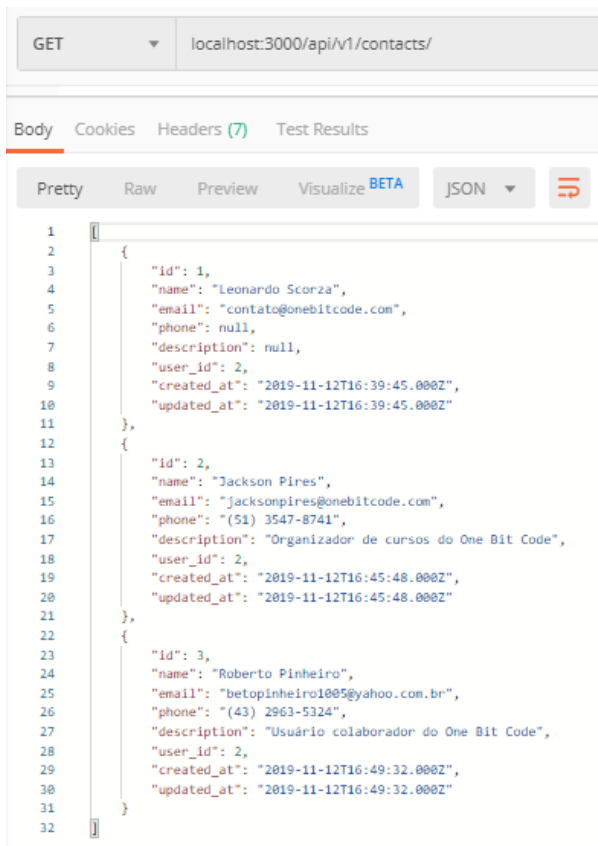 GET localhost:3000/api/v1/contacts/
Body Cookies Headers (7) Test Results
Pretty Raw Preview Visualize BETA JSON
1 [
2 {
3 "id": 1,
4 "name": "Leonardo Scorza",
5 "email": "contato@onebitcode.com",
6 "phone": null,
7 "description": null,
8 "user_id": 2,
9 "created_at": "2019-11-12T16:39:45.000Z",
10 "updated_at": "2019-11-12T16:39:45.000Z"
11 },
12 {
13 "id": 2,
14 "name": "Jackson Pires",
15 "email": "jacksonpires@onebitcode.com",
16 "phone": "(51) 3547-8741",
17 "description": "Organizador de cursos do One Bit Code",
18 "user_id": 2,
19 "created_at": "2019-11-12T16:45:48.000Z",
20 "updated_at": "2019-11-12T16:45:48.000Z"
21 },
22 {
23 "id": 3,
24 "name": "Roberto Pinheiro",
25 "email": "betopinheiro1005@yahoo.com.br",
26 "phone": "(43) 2963-5324",
27 "description": "Usuário colaborador do One Bit Code",
28 "user_id": 2,
29 "created_at": "2019-11-12T16:49:32.000Z",
30 "updated_at": "2019-11-12T16:49:32.000Z"
31 }
32 ]